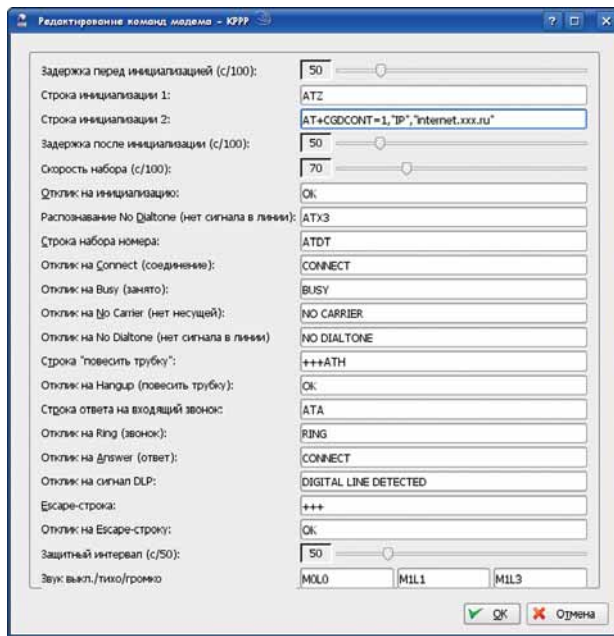 Редактирование команд модема - KPPP
Задержка перед инициализацией (с/100): 50
Строка инициализации 1: ATZ
Строка инициализации 2: AT+CGDCONT=1,"IP","internet.xxx.ru"
Задержка после инициализации (с/100): 50
Скорость набора (с/100): 70
Отклик на инициализацию: OK
Распознавание No Dialtone (нет сигнала в линии): ATX3
Строка набора номера: ATDT
Отклик на Connect (соединение): CONNECT
Отклик на Busy (занято): BUSY
Отклик на No Carrier (нет несущей): NO CARRIER
Отклик на No Dialtone (нет сигнала в линии) NO DIALTONE
Строка "повесить трубку": +++ATH
Отклик на Hangup (повесить трубку): OK
Строка ответа на входящий звонок: ATA
Отклик на Ring (звонок): RING
Отклик на Answer (ответ): CONNECT
Отклик на сигнал DLP: DIGITAL LINE DETECTED
Escape-строка: +++
Отклик на Escape-строку: OK
Защитный интервал (с/50): 50
Звук выкл./тихо/громко M0L0 M1L1 M1L3
OK Отмена